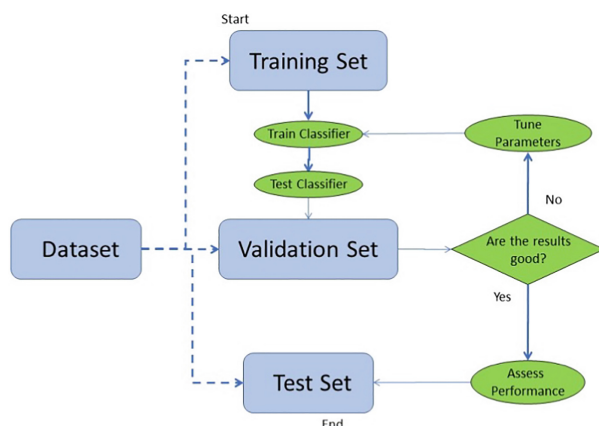 Start
Training Set
Train Classifier
Tune
Parameters
Test Classifier
No
Dataset
Validation Set
Are the results
good?
Yes
Test Set
Assess
Performance
End